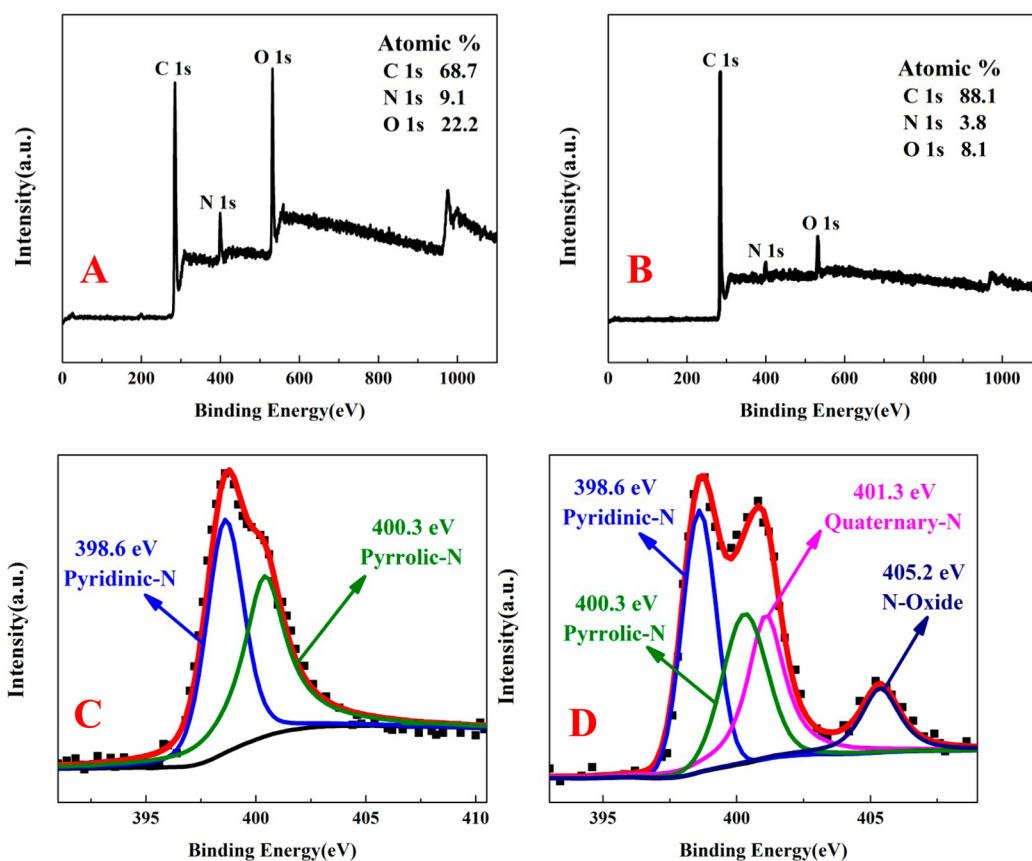 Atomic %
C 1s 68.7
N 1s 9.1
O 1s 22.2
C 1s
O 1s
N 1s
A
Intensity(a.u.)
0 200 400 600 800 1000
Binding Energy(eV)
Atomic %
C 1s 88.1
N 1s 3.8
O 1s 8.1
C 1s
O 1s
N 1s
B
Intensity(a.u.)
0 200 400 600 800 1000
Binding Energy(eV)
398.6 eV
Pyridinic-N
400.3 eV
Pyrrolic-N
C
Intensity(a.u.)
395 400 405 410
Binding Energy(eV)
398.6 eV
Pyridinic-N
401.3 eV
Quaternary-N
400.3 eV
Pyrrolic-N
405.2 eV
N-Oxide
D
Intensity(a.u.)
395 400 405
Binding Energy(eV)